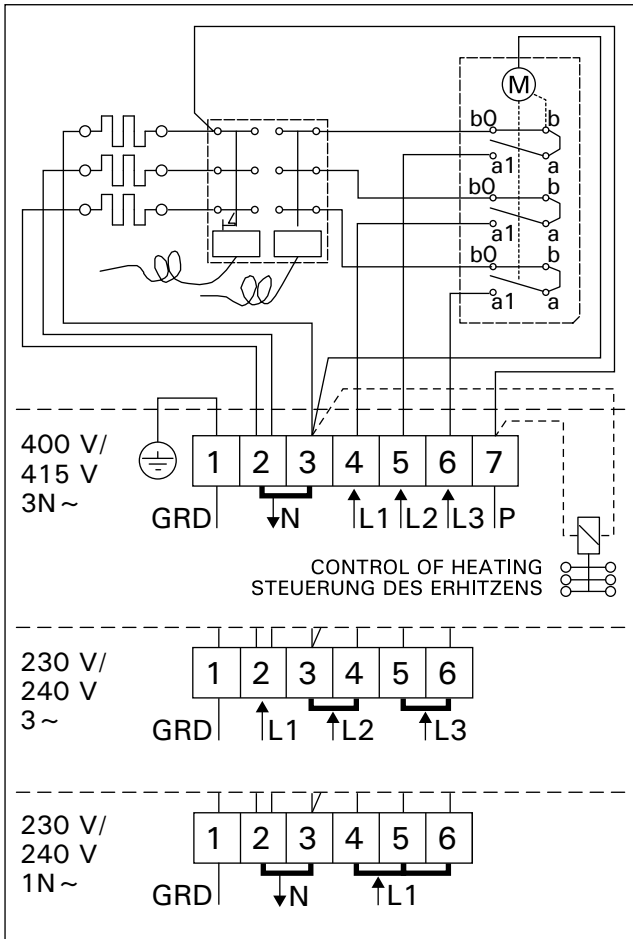 M
b0 b
a1 a
b0 b
a1 a
b0 b
a1 a
400 V/
415 V
3N~
1 2 3 4 5 6 7
GRD N L1 L2 L3 P
CONTROL OF HEATING
STEUERUNG DES ERHITZENS
230 V/
240 V
3~
1 2 3 4 5 6
GRD L1 L2 L3
230 V/
240 V
1N~
1 2 3 4 5 6
GRD N L1